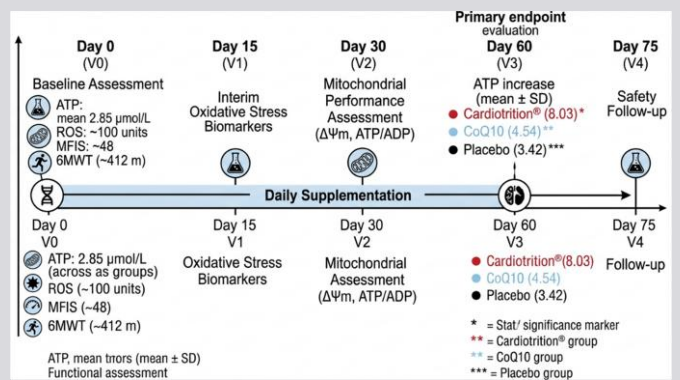 Primary endpoint
evaluation
Day 0
(V0)
Day 15
(V1)
Day 30
(V2)
Day 60
(V3)
Day 75
(V4)
Baseline Assessment
ATP:
mean 2.85 µmol/L
ROS: ~100 units
MFIS: ~48
6MWT (~412 m)
Interim
Oxidative Stress
Biomarkers
Mitochondrial
Performance
Assessment
(ΔΨm, ATP/ADP)
ATP increase
(mean ± SD)
Cardiotrition® (8.03) *
CoQ10 (4.54) **
Placebo (3.42) ***
Safety
Follow-up
Daily Supplementation
Day 0
V0
Day 15
V1
Day 30
V2
Day 60
V3
Day 75
V4
ATP: 2.85 µmol/L
(across as groups)
ROS (~100 units)
MFIS (~48)
6MWT (~412 m)
Oxidative Stress
Biomarkers
Mitochondrial
Assessment
(ΔΨm, ATP/ADP)
Cardiotrition® (8.03)
CoQ10 (4.54)
Placebo (3.42)
Follow-up
* = Stat/ significance marker
** = Cardiotrition® group
** = CoQ10 group
*** = Placebo group
ATP, mean trrors (mean ± SD)
Functional assessment